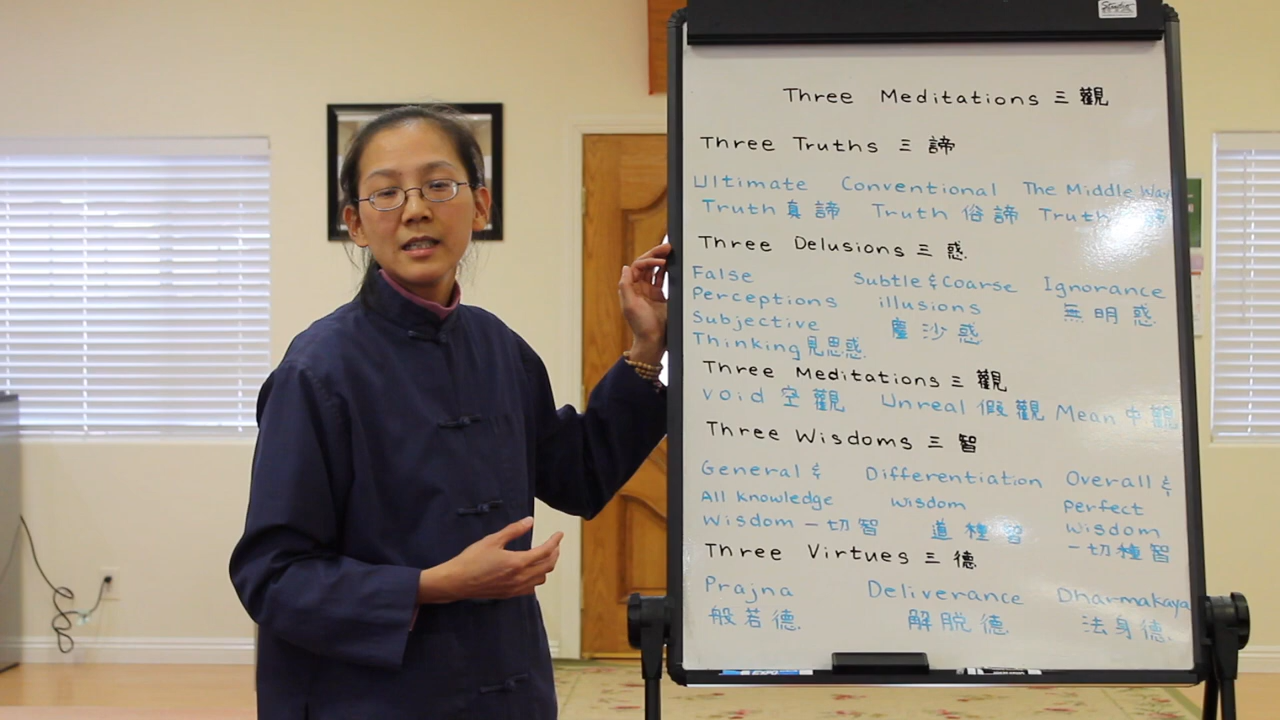 Three Meditations 三觀
Three Truths 三諦
Ultimate Conventional The Middle Way
Truth 真諦 Truth 俗諦 Truth
Three Delusions 三惑
False Subtle & Coarse Ignorance
Perceptions illusions 無明惑
Subjective 塵沙惑
Thinking 見思惑
Three Meditations 三觀
void 空觀 Unreal 假觀 Mean 中觀
Three Wisdoms 三智
General & Differentiation Overall &
All Knowledge wisdom perfect
Wisdom 一切智 道種智 wisdom
一切種智
Three Virtues 三德
Prajna Deliverance Dharmakaya
般若德 解脫德 法身德